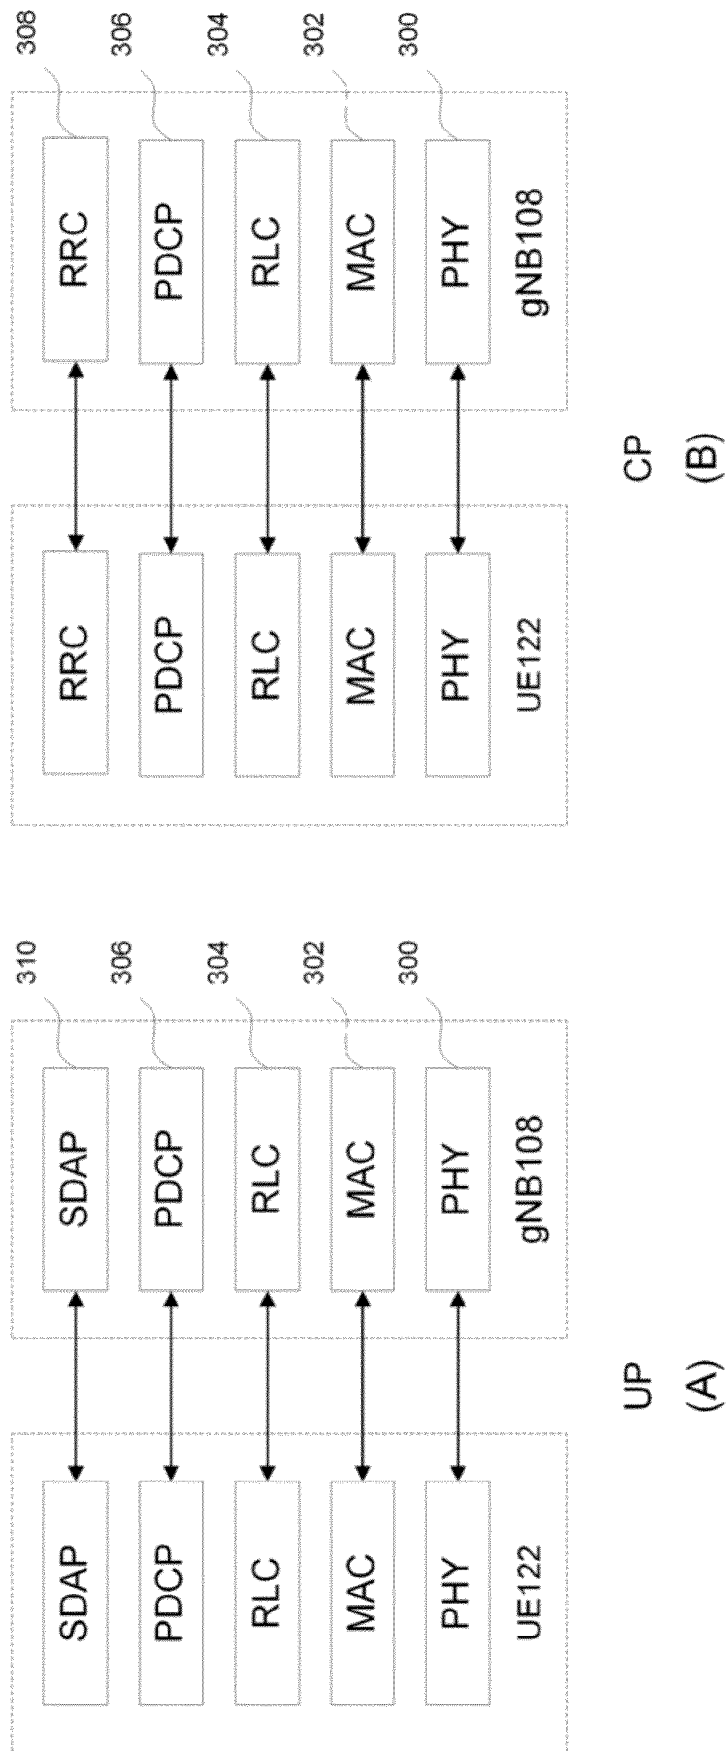 SDAP SDAP 310
PDCP PDCP 306
RLC RLC 304
MAC MAC 302
PHY PHY 300
UE122 gNB108
UP
(A)
RRC RRC 308
PDCP PDCP 306
RLC RLC 304
MAC MAC 302
PHY PHY 300
UE122 gNB108
CP
(B)